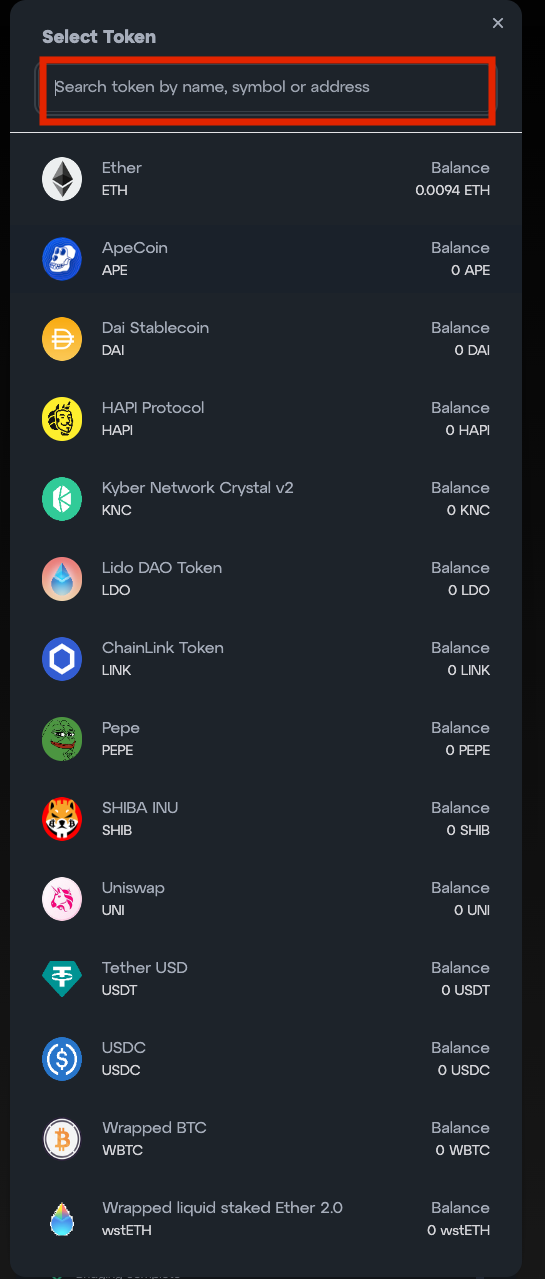 Select Token
Search token by name, symbol or address
Ether Balance
ETH 0.0094 ETH
ApeCoin Balance
APE 0 APE
Dai Stablecoin Balance
DAI 0 DAI
HAPI Protocol Balance
HAPI 0 HAPI
Kyber Network Crystal v2 Balance
KNC 0 KNC
Lido DAO Token Balance
LDO 0 LDO
ChainLink Token Balance
LINK 0 LINK
Pepe Balance
PEPE 0 PEPE
SHIBA INU Balance
SHIB 0 SHIB
Uniswap Balance
UNI 0 UNI
Tether USD Balance
USDT 0 USDT
USDC Balance
USDC 0 USDC
Wrapped BTC Balance
WBTC 0 WBTC
Wrapped liquid staked Ether 2.0 Balance
wstETH 0 wstETH